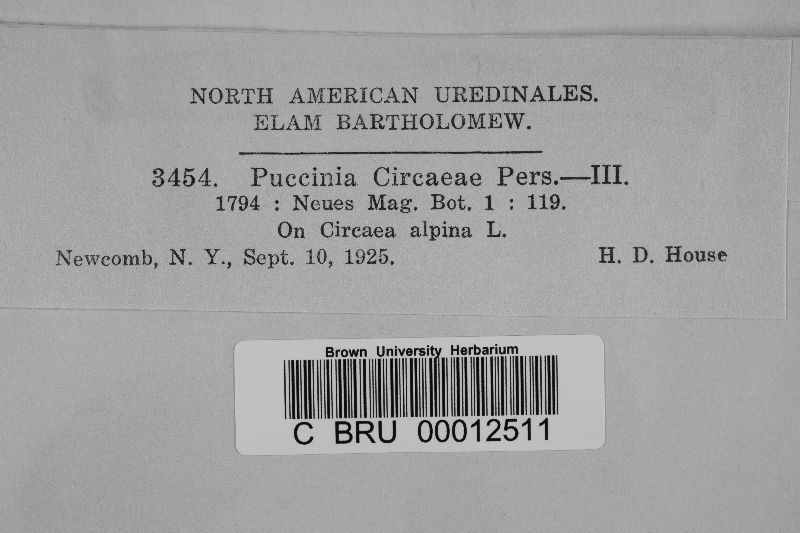 NORTH AMERICAN UREDINALES.
ELAM BARTHOLOMEW.
3454. Puccinia Circaeae Pers.—III.
1794 : Neues Mag. Bot. 1 : 119.
On Circaea alpina L.
Newcomb, N. Y., Sept. 10, 1925. H. D. House
Brown University Herbarium
C BRU 00012511